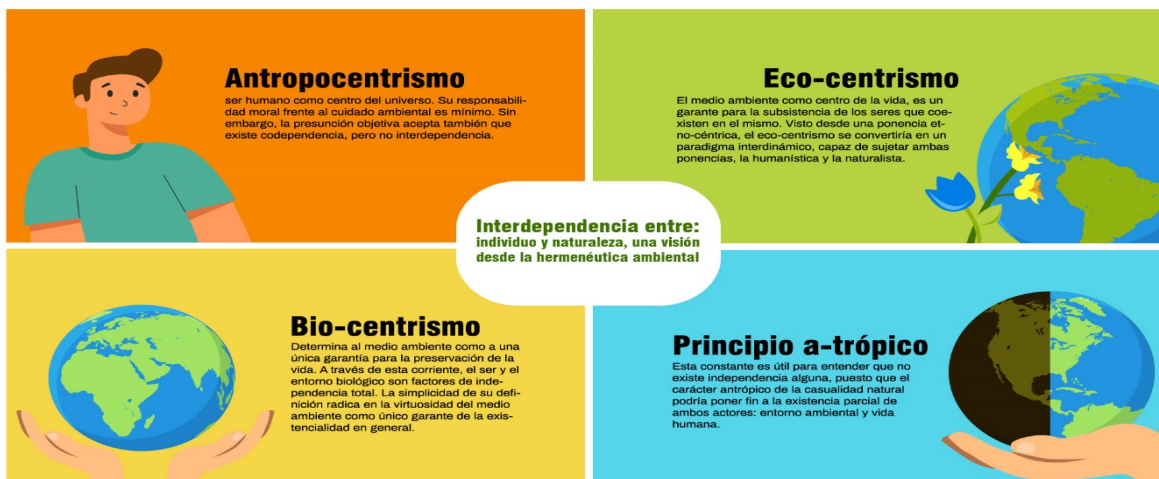 Antropocentrismo
ser humano como centro del universo. Su responsabili-
dad moral frente al cuidado ambiental es mínimo. Sin
embargo, la presunción objetiva acepta también que
existe codependencia, pero no interdependencia.
Eco-centrismo
El medio ambiente como centro de la vida, es un
garante para la subsistencia de los seres que coe-
xisten en el mismo. Visto desde una ponencia et-
no-céntrica, el eco-centrismo se convertiría en un
paradigma interdinámico, capaz de sujetar ambas
ponencias, la humanística y la naturalista.
Interdependencia entre:
individuo y naturaleza, una visión
desde la hermenéutica ambiental
Bio-centrismo
Determina al medio ambiente como a una
única garantía para la preservación de la
vida. A través de esta corriente, el ser y el
entorno biológico son factores de inde-
pendencia total. La simplicidad de su defi-
nición radica en la virtuosidad del medio
ambiente como único garante de la exis-
tencialidad en general.
Principio a-trópico
Esta constante es útil para entender que no
existe independencia alguna, puesto que el
carácter antrópico de la casualidad natural
podría poner fin a la existencia parcial de
ambos actores: entorno ambiental y vida
humana.